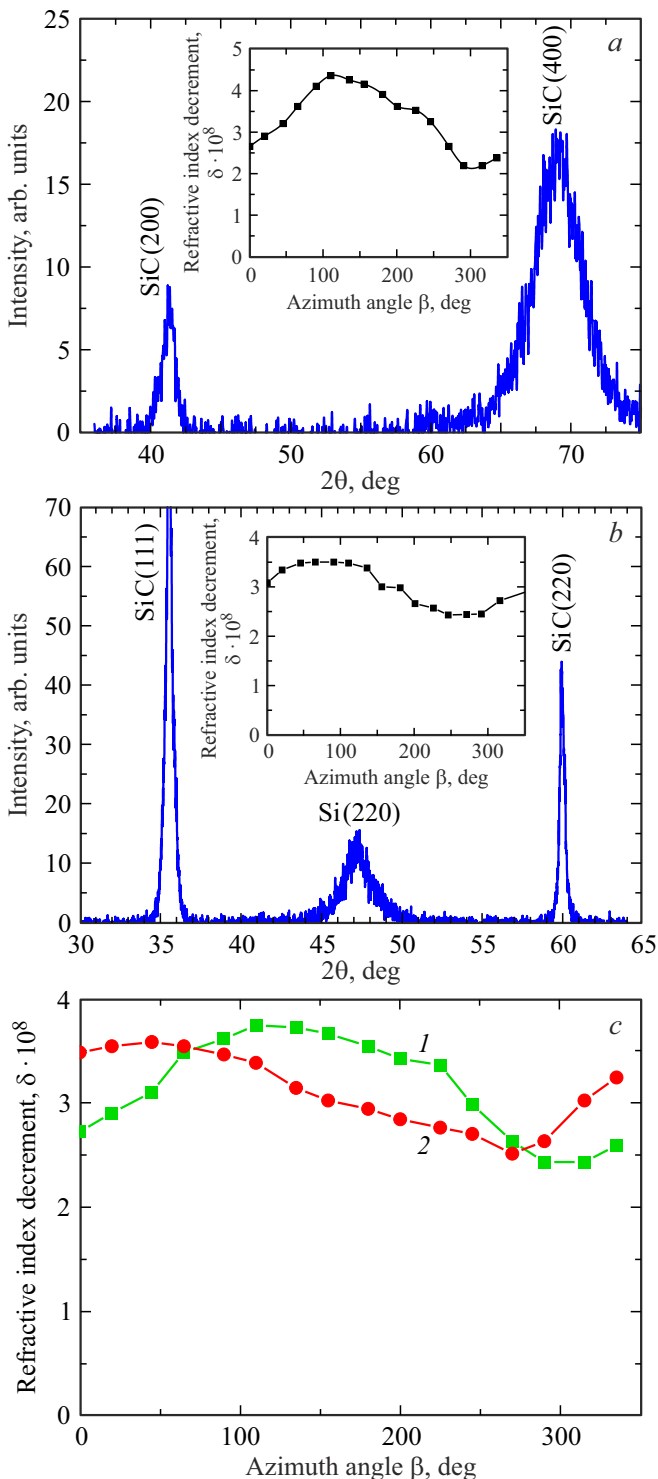 a
25
20
15
10
5
0
Intensity, arb. units
SiC(200)
SiC(400)
40
50
60
70
2θ, deg
5
4
3
2
1
0
Refractive index decrement,
δ · 10⁸
0
100
200
300
Azimuth angle β, deg
b
70
60
50
40
30
20
10
0
Intensity, arb. units
SiC(111)
Si(220)
SiC(220)
30
35
40
45
50
55
60
65
2θ, deg
4
3
2
1
0
Refractive index decrement,
δ · 10⁸
0
100
200
300
Azimuth angle β, deg
c
4
3
2
1
0
Refractive index decrement, δ · 10⁸
1
2
0
100
200
300
Azimuth angle β, deg